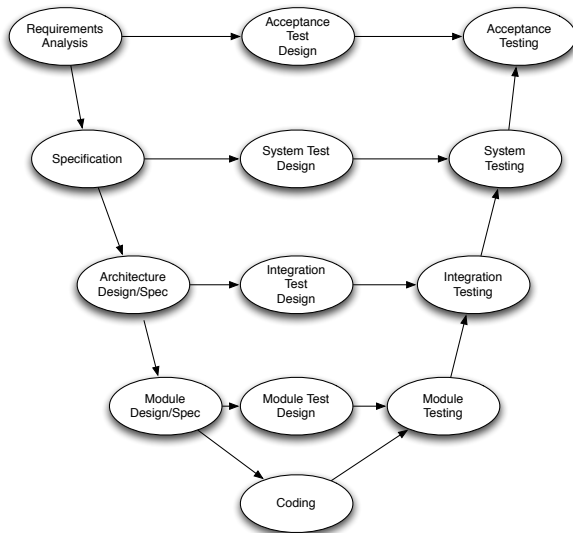 Requirements
Analysis
Acceptance
Test
Design
Acceptance
Testing
Specification
System Test
Design
System
Testing
Architecture
Design/Spec
Integration
Test
Design
Integration
Testing
Module
Design/Spec
Module Test
Design
Module
Testing
Coding